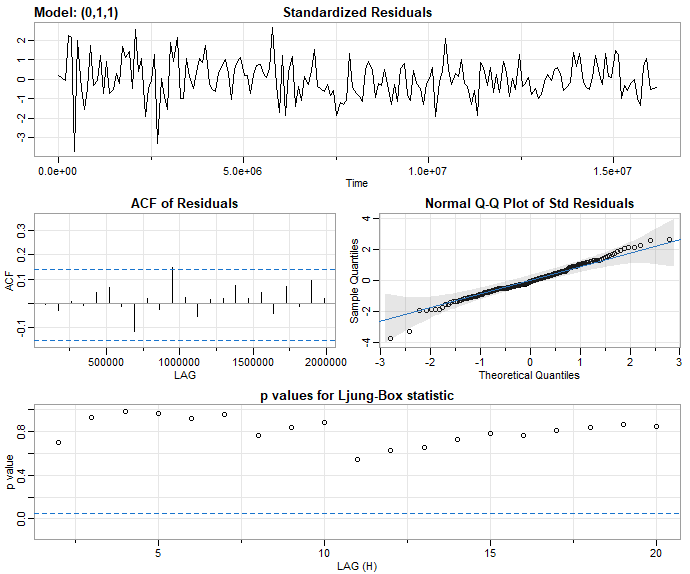 Model: (0,1,1) Standardized Residuals
2
1
0
-1
-2
-3
0.0e+00 5.0e+06 1.0e+07 1.5e+07
Time
ACF of Residuals
ACF
0.3
0.2
0.1
-0.1
500000 1000000 1500000 2000000
LAG
Normal Q-Q Plot of Std Residuals
Sample Quantiles
4
2
0
-2
-4
-3 -2 -1 0 1 2 3
Theoretical Quantiles
p values for Ljung-Box statistic
p value
0.8
0.4
0.0
5 10 15 20
LAG (H)